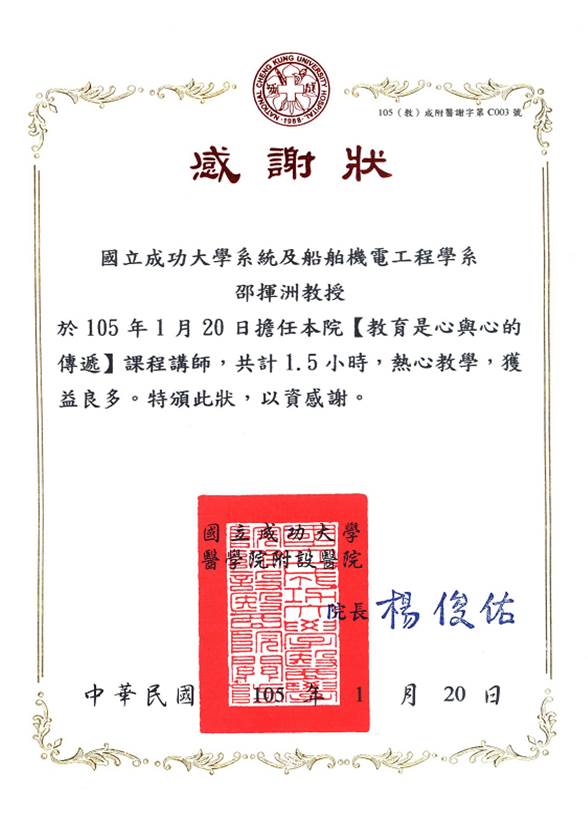 NATIONAL CHENG KUNG UNIVERSITY HOSPITAL
·1988·
105（教）成附醫謝字第 C003 號
感謝狀
國立成功大學系統及船舶機電工程學系
邵揮洲教授
於 105 年 1 月 20 日擔任本院【教育是心與心的
傳遞】課程講師，共計 1.5 小時，熱心教學，獲
益良多。特頒此狀，以資感謝。
國立成功大學
醫學院附設醫院
院長 楊俊佑
中華民國 105 年 1 月 20 日